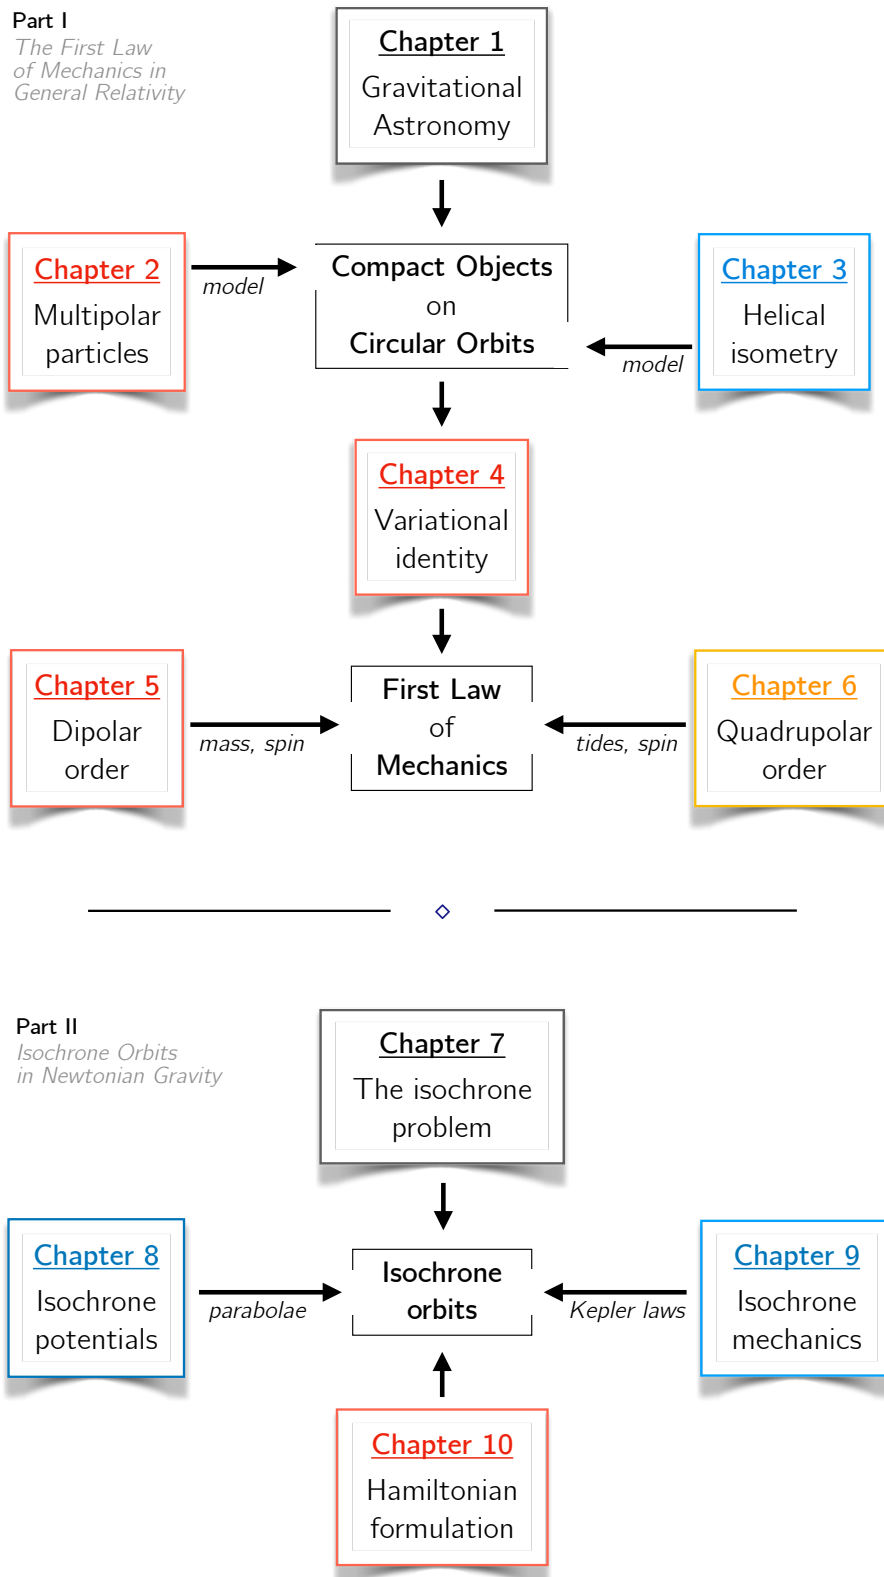 Part I
The First Law
of Mechanics in
General Relativity
Chapter 1
Gravitational
Astronomy
Chapter 2
Multipolar
particles
model
Compact Objects
on
Circular Orbits
Chapter 3
Helical
isometry
model
Chapter 4
Variational
identity
Chapter 5
Dipolar
order
mass, spin
First Law
of
Mechanics
tides, spin
Chapter 6
Quadrupolar
order
Part II
Isochrone Orbits
in Newtonian Gravity
Chapter 7
The isochrone
problem
Chapter 8
Isochrone
potentials
parabolae
Isochrone
orbits
Kepler laws
Chapter 9
Isochrone
mechanics
Chapter 10
Hamiltonian
formulation